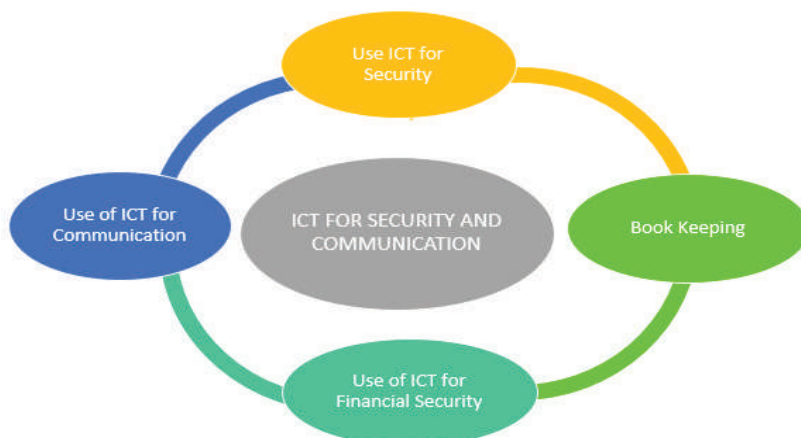 Use ICT for
Security
Use of ICT for
Communication
ICT FOR SECURITY AND
COMMUNICATION
Book Keeping
Use of ICT for
Financial Security